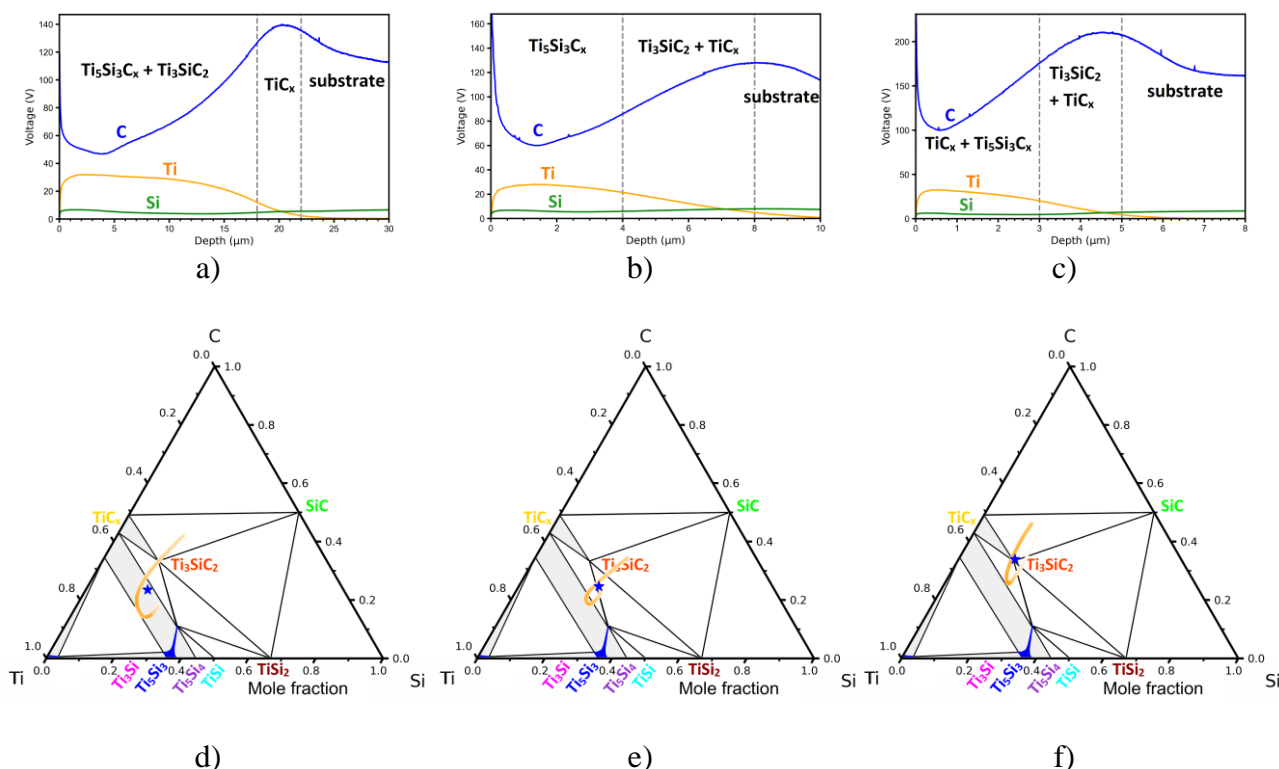 140
120
100
80
60
40
20
0
Voltage (V)
Ti₅Si₃Cₓ + Ti₃SiC₂
TiCₓ
substrate
C
Ti
Si
0 5 10 15 20 25 30
Depth (μm)
a)
160
140
120
100
80
60
40
20
0
Voltage (V)
Ti₅Si₃Cₓ
Ti₃SiC₂ + TiCₓ
substrate
C
Ti
Si
0 2 4 6 8 10
Depth (μm)
b)
200
150
100
50
0
Voltage (V)
TiCₓ + Ti₅Si₃Cₓ
Ti₃SiC₂
+ TiCₓ
substrate
C
Ti
Si
0 1 2 3 4 5 6 7 8
Depth (μm)
c)
C
0.0
1.0
0.2
0.8
0.4
0.6
SiC
TiCₓ
0.6
0.4
Ti₃SiC₂
0.8
0.2
1.0
0.0
0.0 0.2 0.4 0.6 0.8 1.0
Ti
Ti₃Si
Ti₅Si₃
Ti₅Si₄
TiSi
TiSi₂
Si
Mole fraction
d)
C
0.0
1.0
0.2
0.8
0.4
0.6
SiC
TiCₓ
0.6
0.4
Ti₃SiC₂
0.8
0.2
1.0
0.0
0.0 0.2 0.4 0.6 0.8 1.0
Ti
Ti₃Si
Ti₅Si₃
Ti₅Si₄
TiSi
TiSi₂
Si
Mole fraction
e)
C
0.0
1.0
0.2
0.8
0.4
0.6
SiC
TiCₓ
0.6
0.4
Ti₃SiC₂
0.8
0.2
1.0
0.0
0.0 0.2 0.4 0.6 0.8 1.0
Ti
Ti₃Si
Ti₅Si₃
Ti₅Si₄
TiSi
TiSi₂
Si
Mole fraction
f)